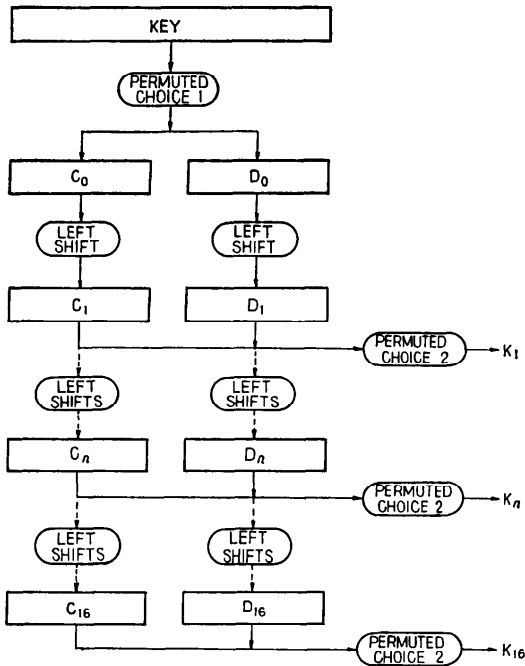 KEY
PERMUTED
CHOICE 1
C₀ D₀
LEFT LEFT
SHIFT SHIFT
C₁ D₁
PERMUTED
CHOICE 2
K₁
LEFT LEFT
SHIFTS SHIFTS
Cₙ Dₙ
PERMUTED
CHOICE 2
Kₙ
LEFT LEFT
SHIFTS SHIFTS
C₁₆ D₁₆
PERMUTED
CHOICE 2
K₁₆